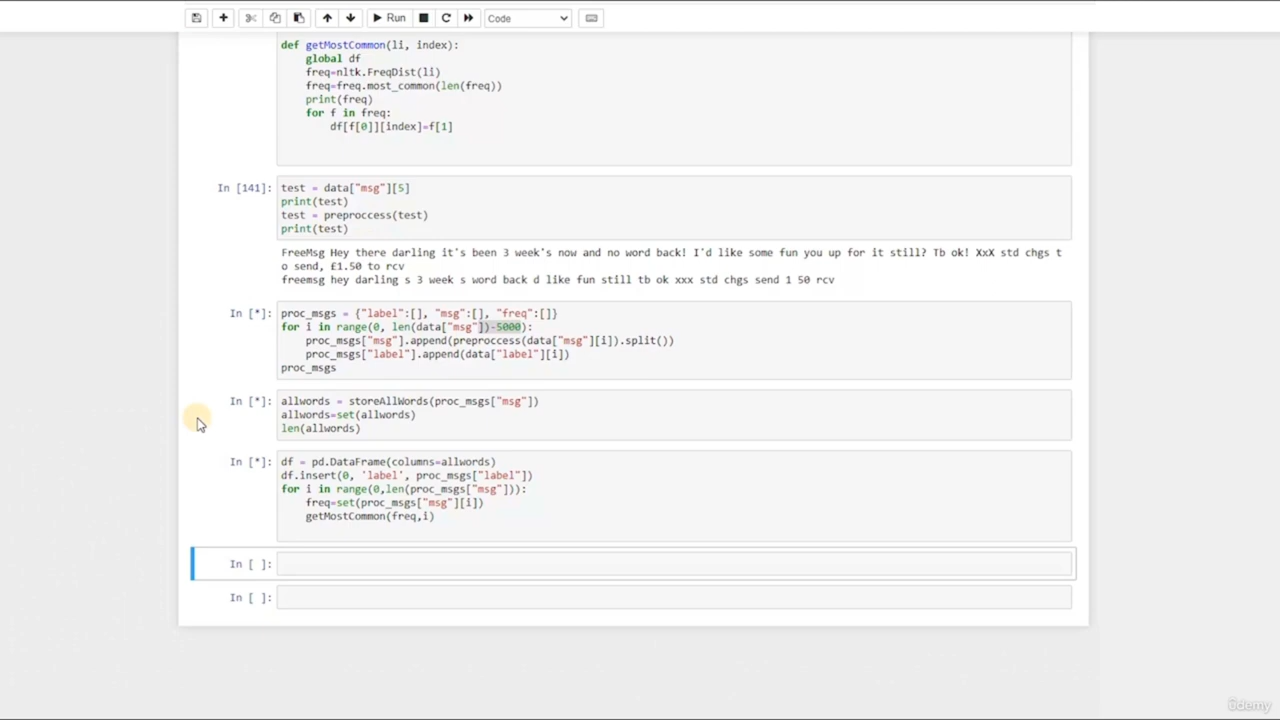 Run
Code
def getMostCommon(li, index):
global df
freq=nltk.FreqDist(li)
freq=freq.most_common(len(freq))
print(freq)
for f in freq:
df[f[0]][index]=f[1]
In [141]:
test = data["msg"][5]
print(test)
test = preproccess(test)
print(test)
FreeMsg Hey there darling it's been 3 week's now and no word back! I'd like some fun you up for it still? Tb ok! XxX std chgs t
o send, £1.50 to rcv
freemsg hey darling s 3 week s word back d like fun still tb ok xxx std chgs send 1 50 rcv
In [*]:
proc_msgs = {"label":[], "msg":[], "freq":[]}
for i in range(0, len(data["msg"])-5000):
proc_msgs["msg"].append(preproccess(data["msg"][i]).split())
proc_msgs["label"].append(data["label"][i])
proc_msgs
In [*]:
allwords = storeAllWords(proc_msgs["msg"])
allwords=set(allwords)
len(allwords)
In [*]:
df = pd.DataFrame(columns=allwords)
df.insert(0, 'label', proc_msgs["label"])
for i in range(0,len(proc_msgs["msg"])):
freq=set(proc_msgs["msg"][i])
getMostCommon(freq,i)
In [ ]:
In [ ]:
ûdemy